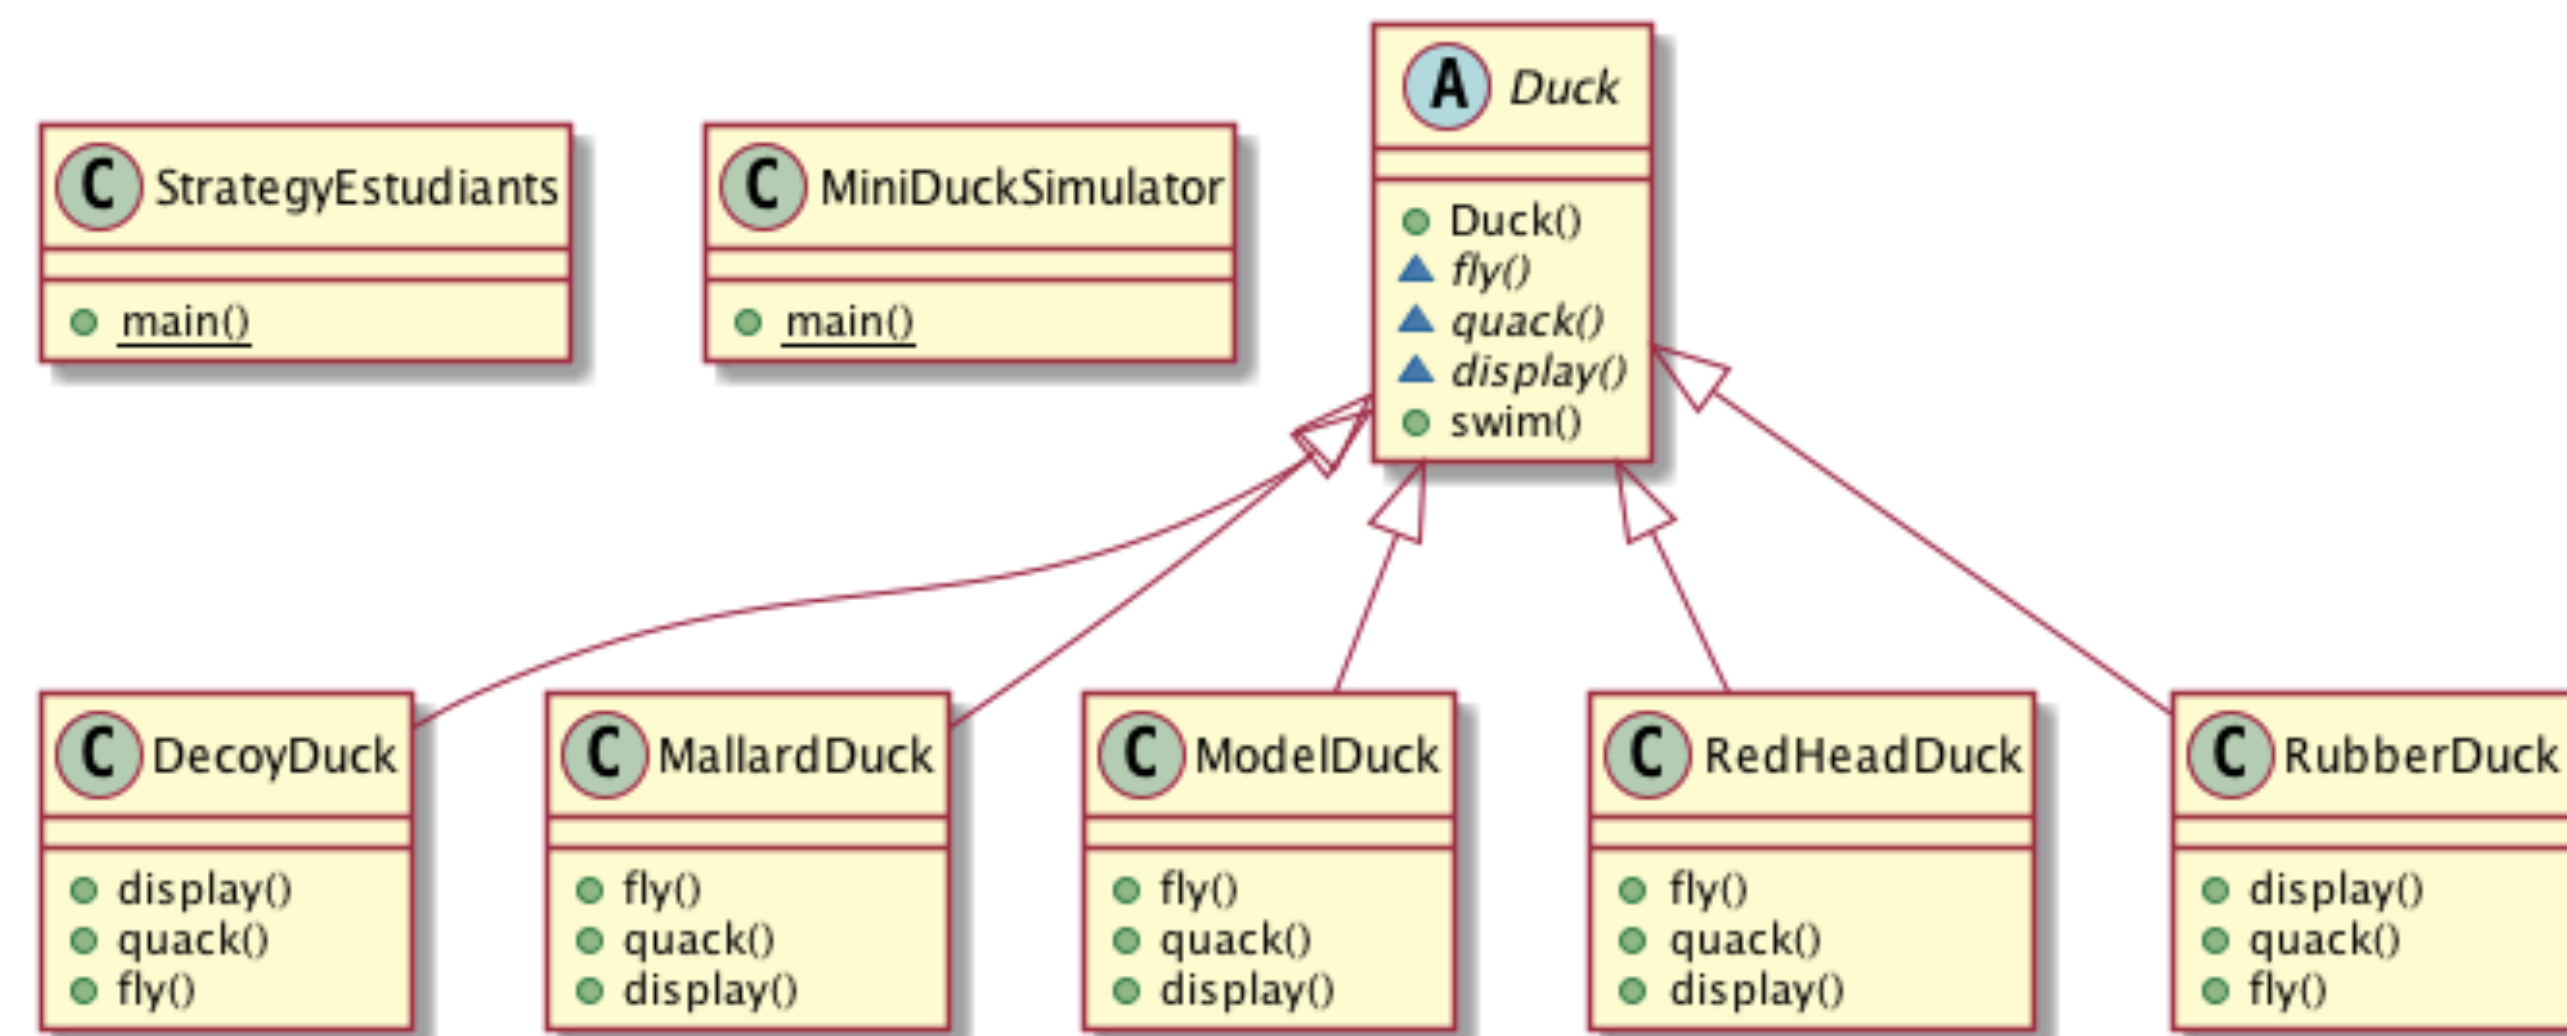 A Duck
C StrategyEstudiants
C MiniDuckSimulator
Duck()
fly()
quack()
display()
swim()
main()
main()
C DecoyDuck
display()
quack()
fly()
C MallardDuck
fly()
quack()
display()
C ModelDuck
fly()
quack()
display()
C RedHeadDuck
fly()
quack()
display()
C RubberDuck
display()
quack()
fly()